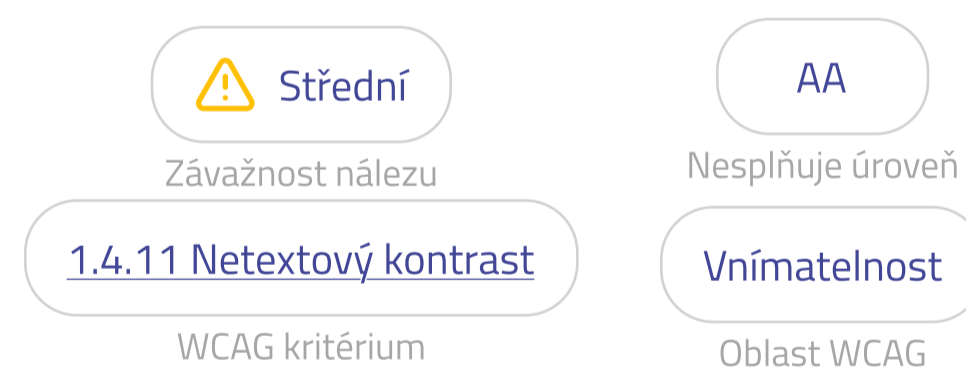 Střední
AA
Závažnost nálezu
Nesplňuje úroveň
1.4.11 Netextový kontrast
Vnímatelnost
WCAG kritérium
Oblast WCAG